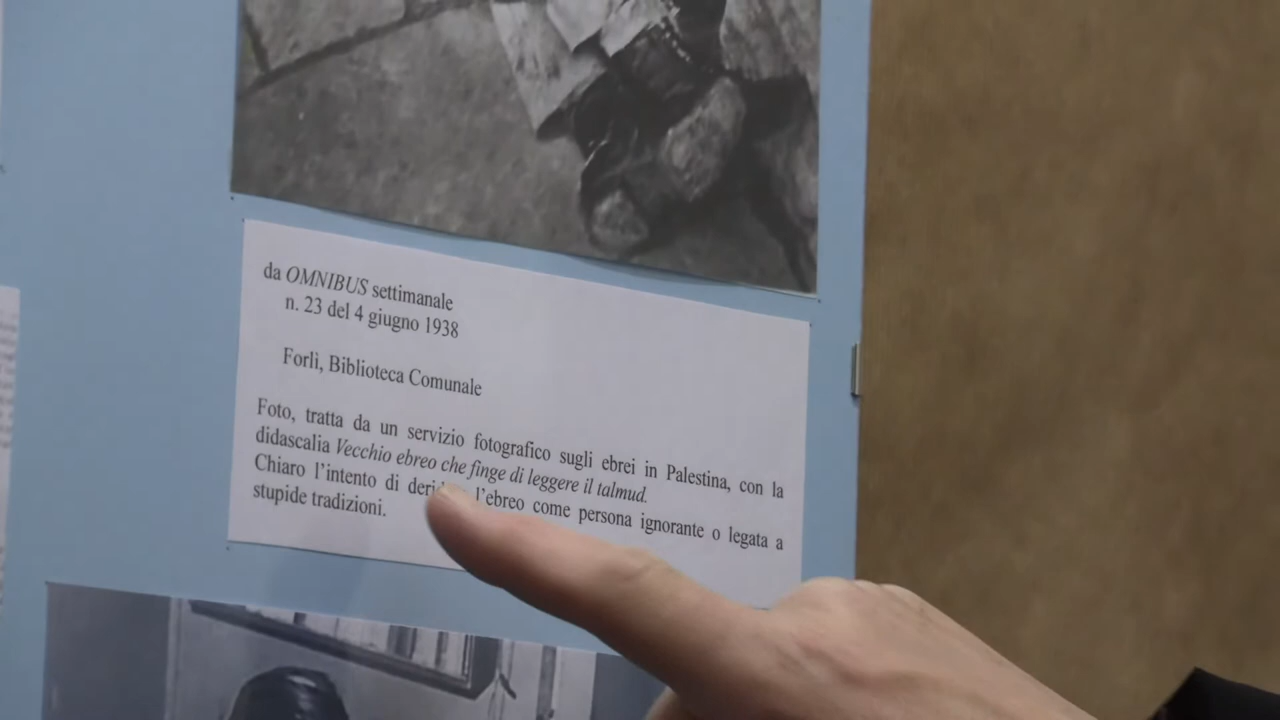 da OMNIBUS settimanale
n. 23 del 4 giugno 1938
Forlì, Biblioteca Comunale
Foto, tratta da un servizio fotografico sugli ebrei in Palestina, con la
didascalia Vecchio ebreo che finge di leggere il talmud.
Chiaro l'intento di l'ebreo come persona ignorante o legata a
stupide tradizioni.